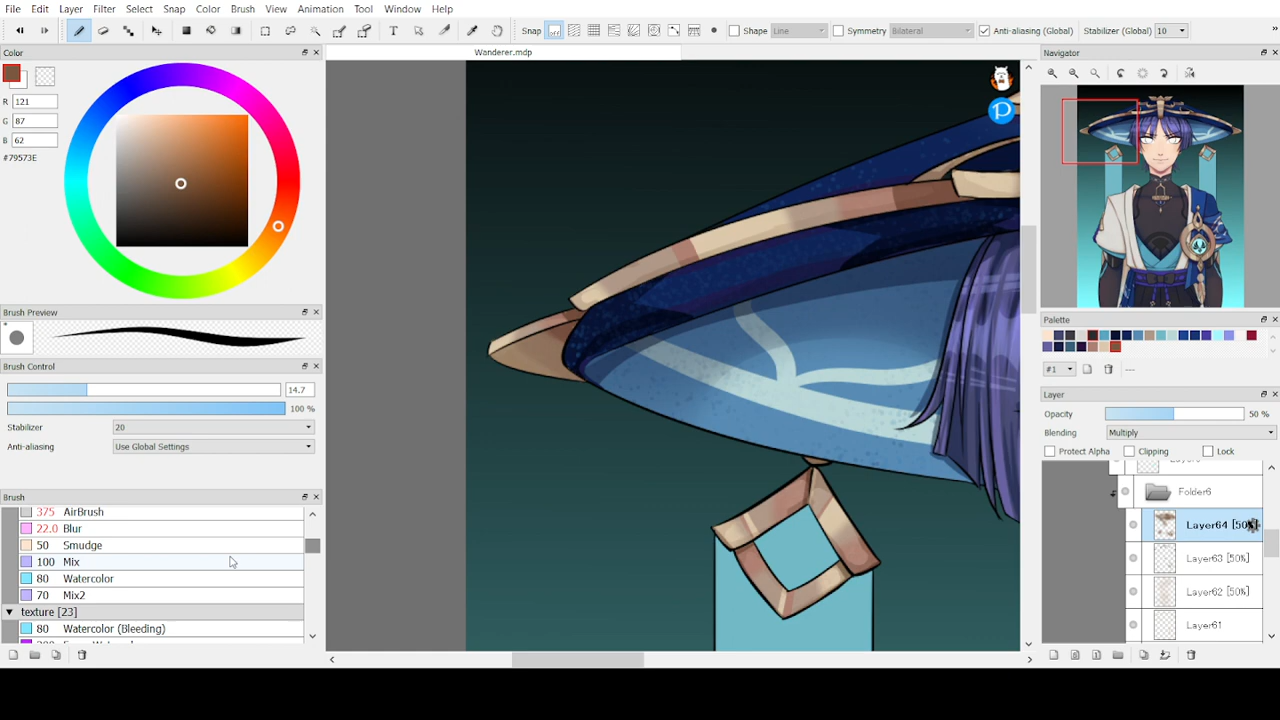 File Edit Layer Filter Select Snap Color Brush View Animation Tool Window Help
Snap Shape Line Symmetry Bilateral Anti-aliasing (Global) Stabilizer (Global) 10
Color
Wanderer.mdp
Navigator
R 121
G 87
B 62
#79573E
Brush Preview
Palette
#1 ---
Brush Control
14.7
100 %
Stabilizer 20
Anti-aliasing Use Global Settings
Layer
Opacity 50 %
Blending Multiply
Protect Alpha Clipping Lock
Folder6
Layer64 [50%]
Layer63 [50%]
Layer62 [50%]
Layer61
Brush
375 AirBrush
22.0 Blur
50 Smudge
100 Mix
80 Watercolor
70 Mix2
texture [23]
80 Watercolor (Bleeding)